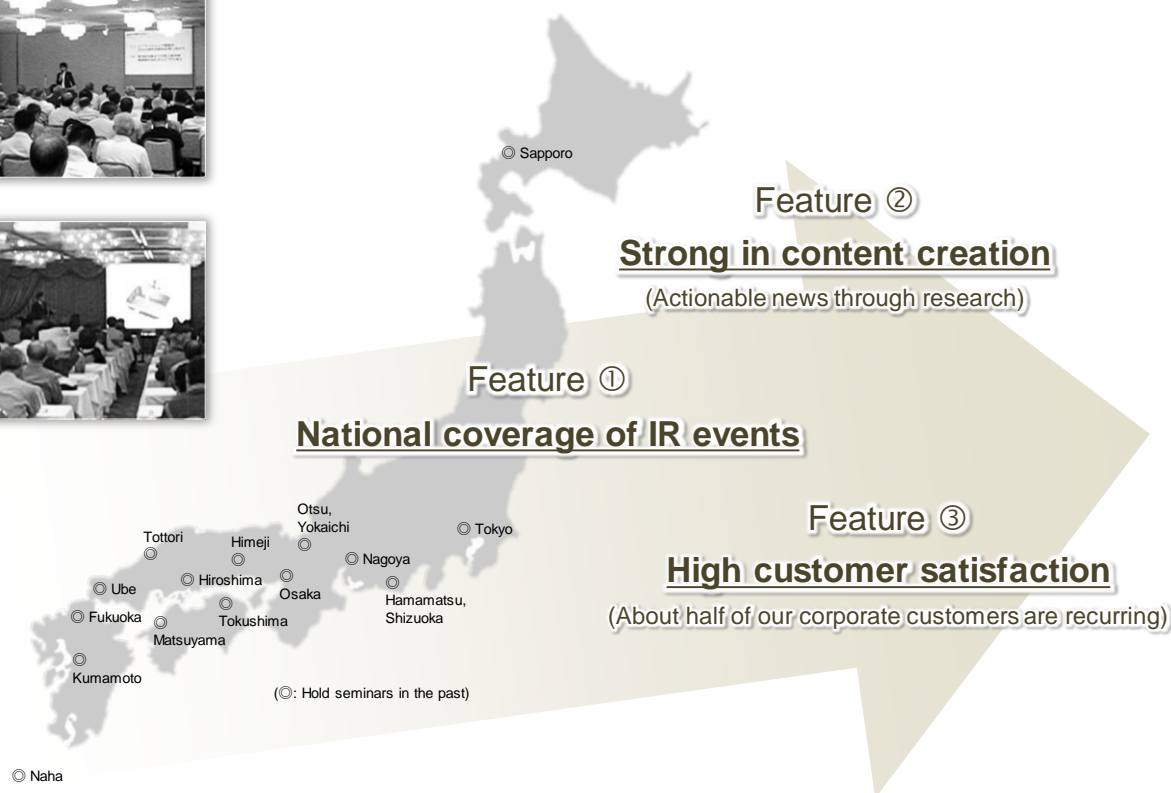 ◎ Sapporo
Feature ②
Strong in content creation
(Actionable news through research)
Feature ①
National coverage of IR events
Otsu,
Yokaichi
◎
◎ Tokyo
Tottori
◎
Himeji
◎
◎ Nagoya
Feature ③
High customer satisfaction
(About half of our corporate customers are recurring)
◎ Ube
◎ Hiroshima
◎
Osaka
◎
Hamamatsu,
Shizuoka
◎ Fukuoka
◎
Matsuyama
◎
Tokushima
◎
Kumamoto
(◎: Hold seminars in the past)
◎ Naha